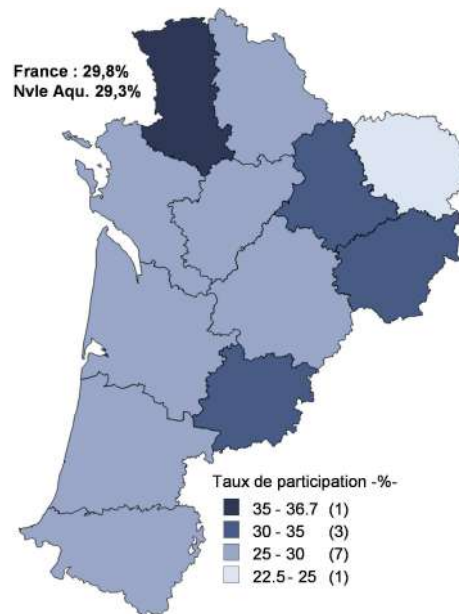 France : 29,8%
Nvle Aqu. 29,3%
Taux de participation -%-
35 - 36.7 (1)
30 - 35 (3)
25 - 30 (7)
22.5 - 25 (1)